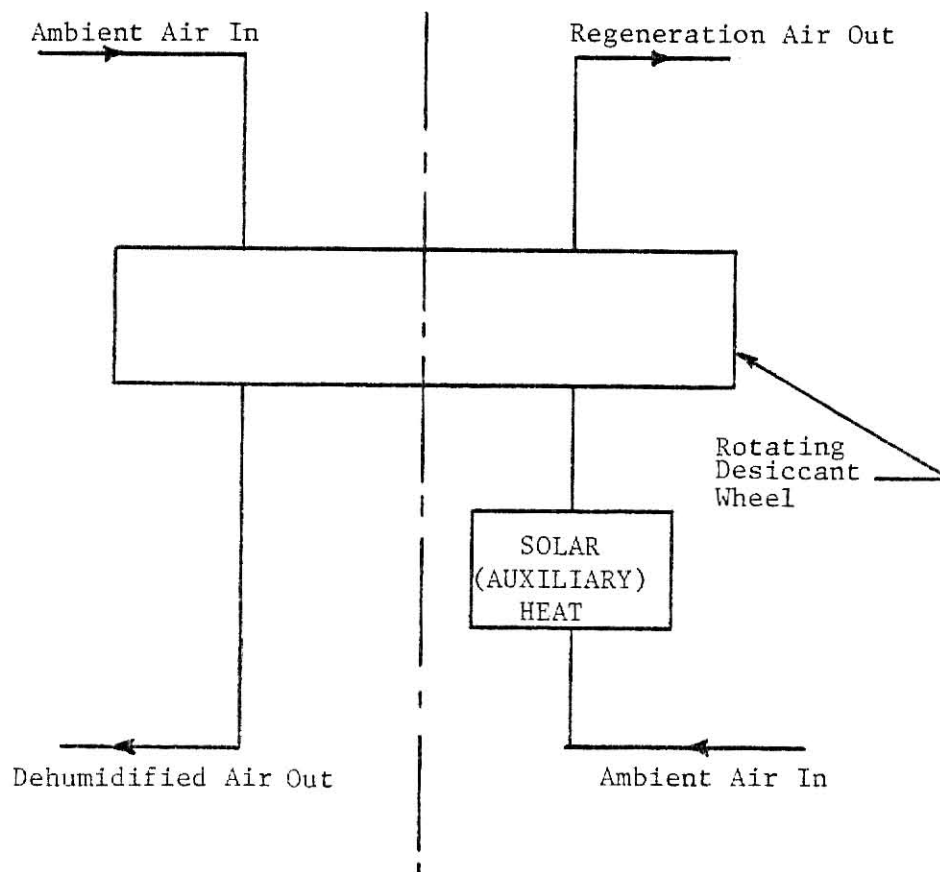 Ambient Air In
Regeneration Air Out
Rotating
Desiccant
Wheel
SOLAR
(AUXILIARY)
HEAT
Dehumidified Air Out
Ambient Air In